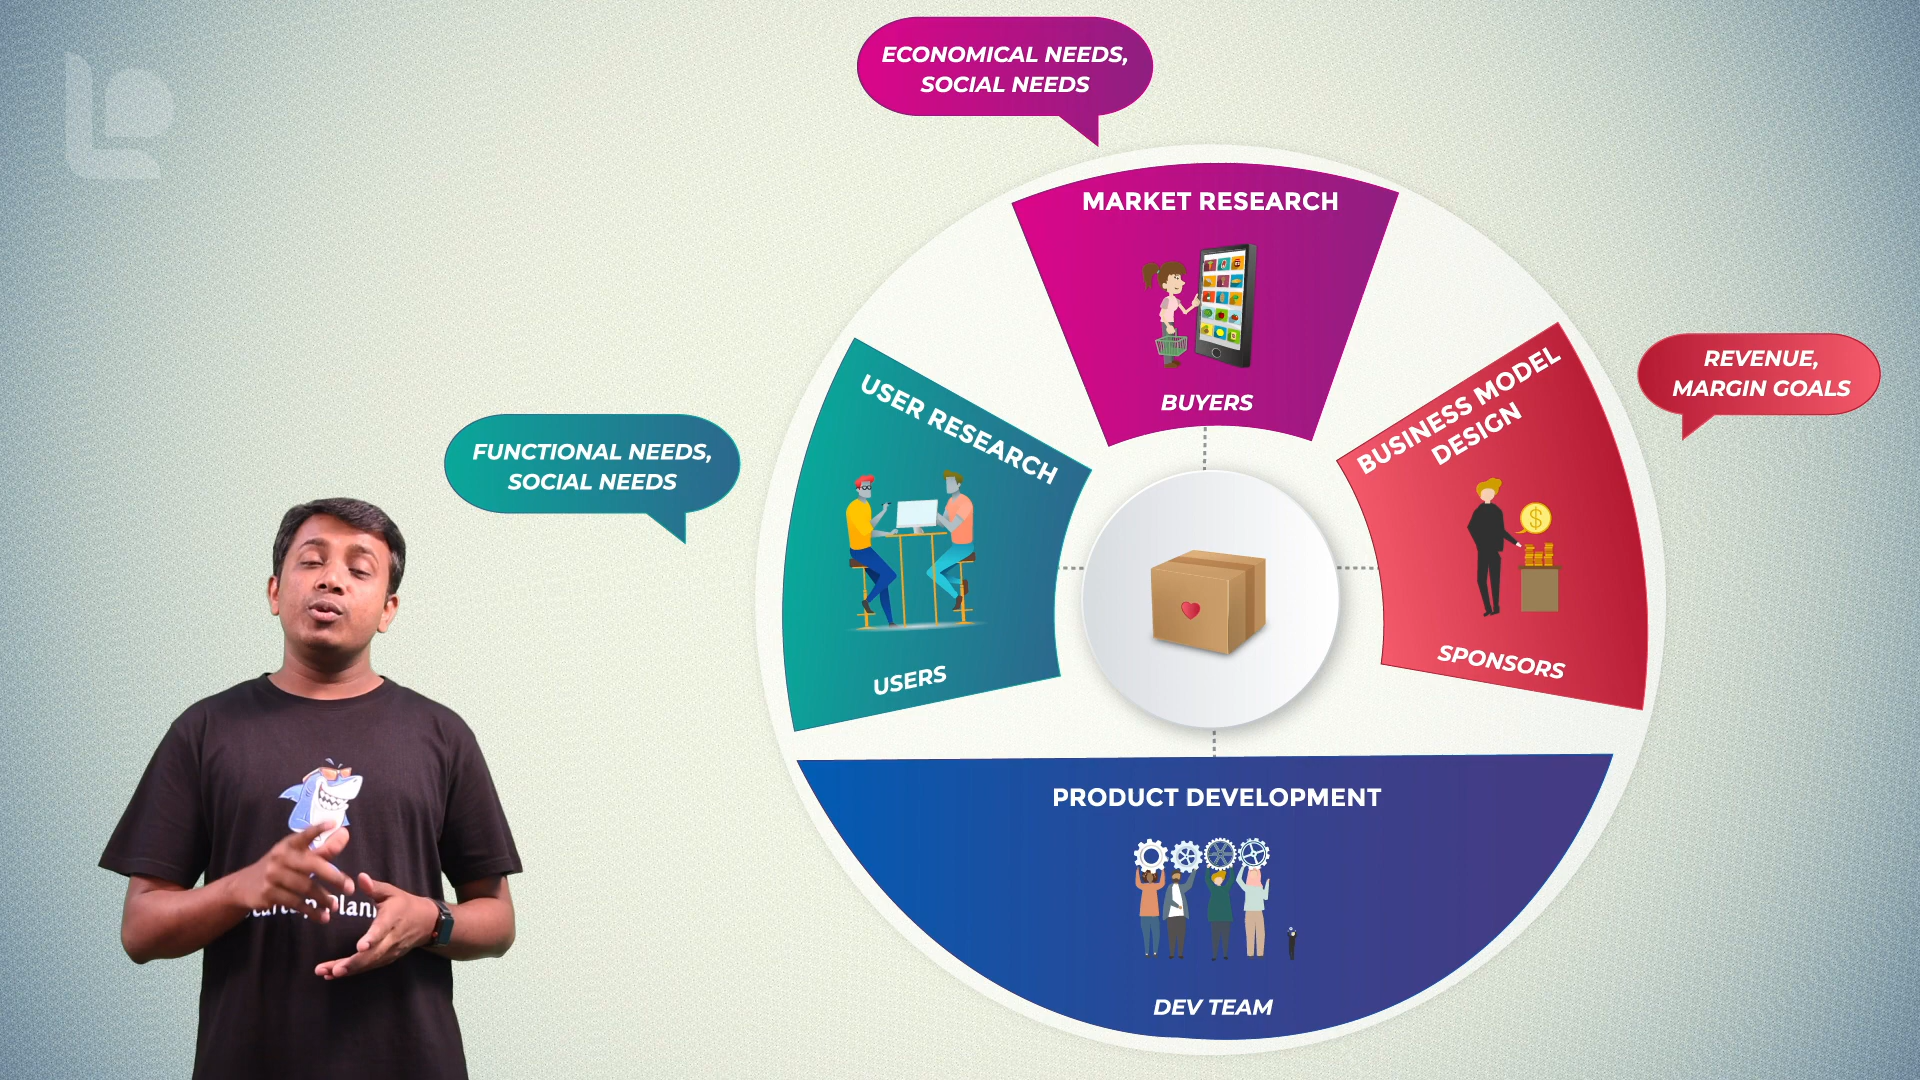 ECONOMICAL NEEDS,
SOCIAL NEEDS
MARKET RESEARCH
BUYERS
REVENUE,
MARGIN GOALS
BUSINESS MODEL
DESIGN
SPONSORS
FUNCTIONAL NEEDS,
SOCIAL NEEDS
USER RESEARCH
USERS
PRODUCT DEVELOPMENT
DEV TEAM